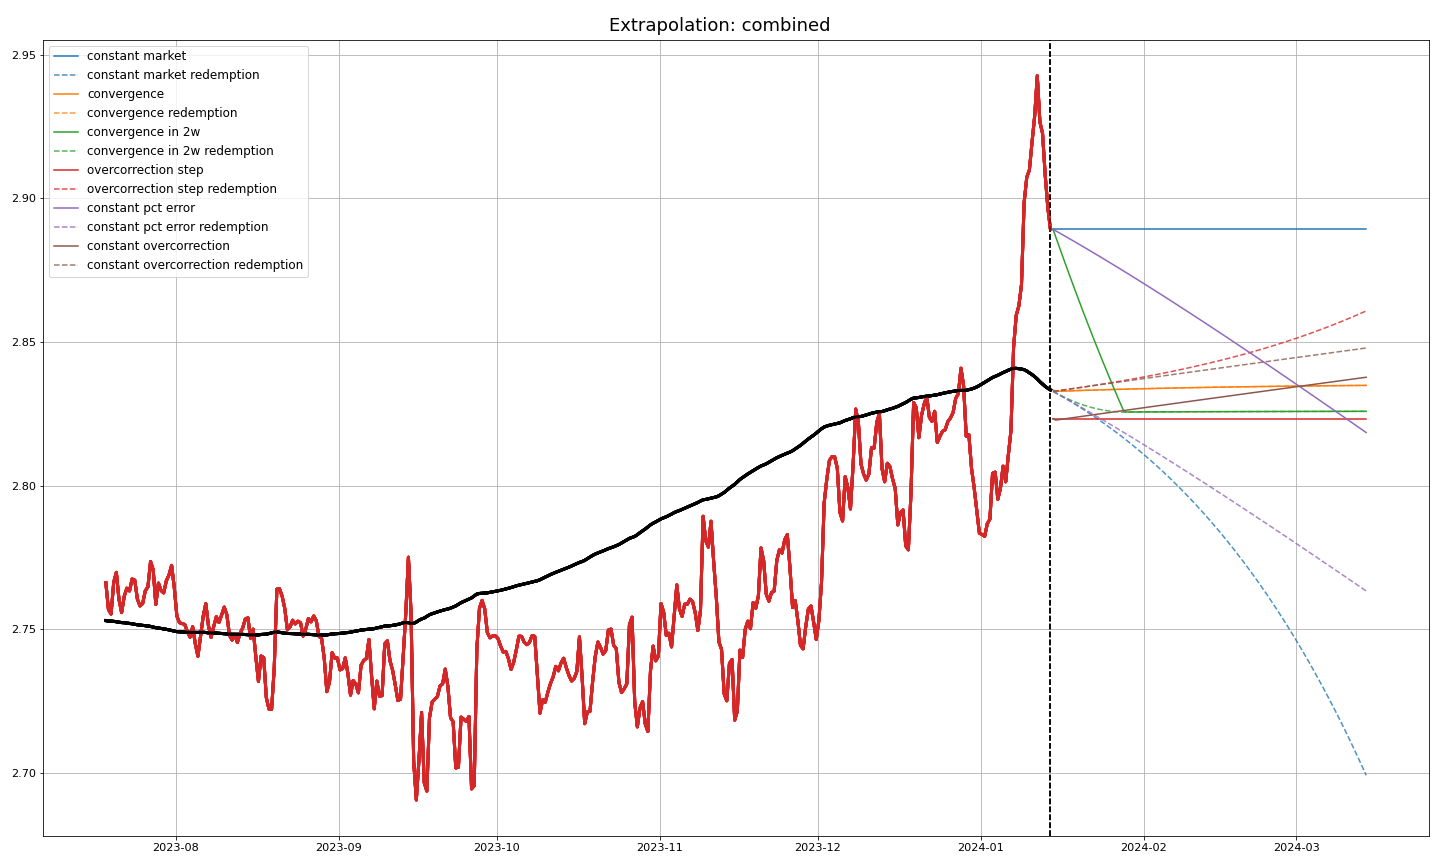 Extrapolation: combined
2.95
2.90
2.85
2.80
2.75
2.70
constant market
constant market redemption
convergence
convergence redemption
convergence in 2w
convergence in 2w redemption
overcorrection step
overcorrection step redemption
constant pct error
constant pct error redemption
constant overcorrection
constant overcorrection redemption
2023-08 2023-09 2023-10 2023-11 2023-12 2024-01 2024-02 2024-03